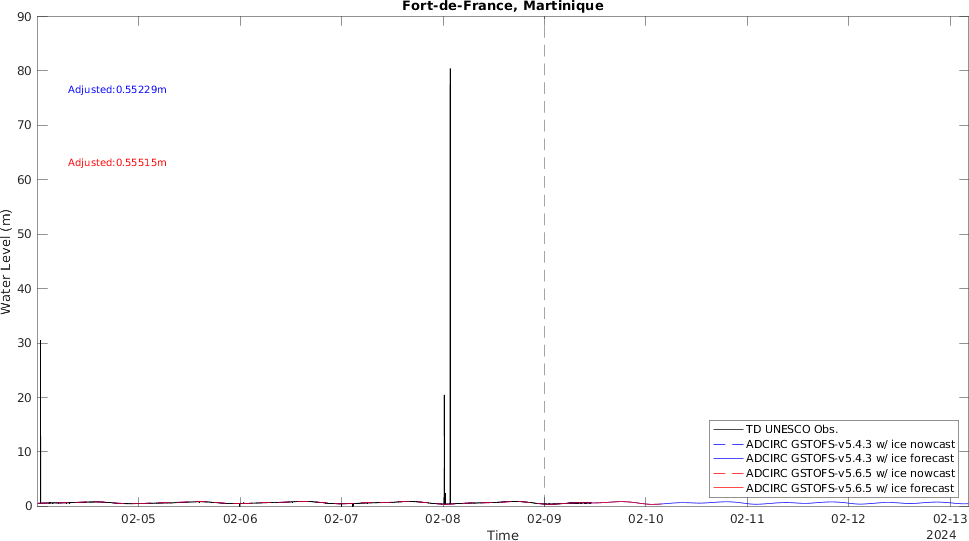 Fort-de-France, Martinique
90
80
70
60
50
40
30
20
10
0
Water Level (m)
Adjusted:0.55229m
Adjusted:0.55515m
TD UNESCO Obs.
ADCIRC GSTOFS-v5.4.3 w/ ice nowcast
ADCIRC GSTOFS-v5.4.3 w/ ice forecast
ADCIRC GSTOFS-v5.6.5 w/ ice nowcast
ADCIRC GSTOFS-v5.6.5 w/ ice forecast
02-05 02-06 02-07 02-08 02-09 02-10 02-11 02-12 02-13
2024
Time